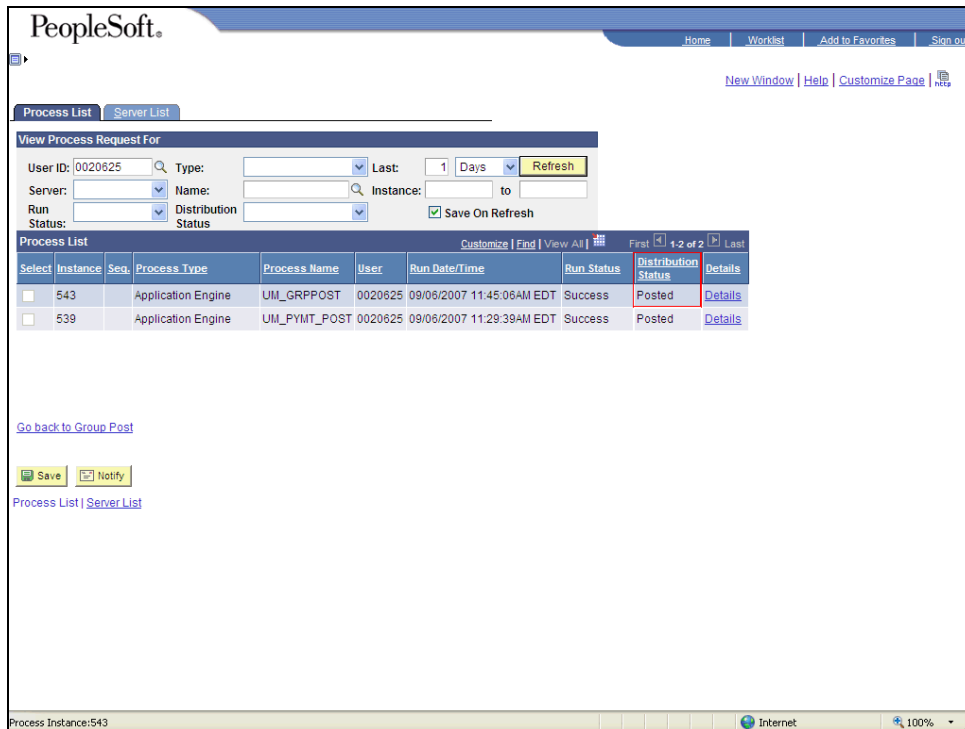 PeopleSoft®
Home | Worklist | Add to Favorites | Sign ou
New Window | Help | Customize Page | http
Process List Server List
View Process Request For
User ID: 0020625 Type: Last: 1 Days Refresh
Server: Name: Instance: to
Run Status: Distribution Status Save On Refresh
Process List Customize | Find | View All | First 1-2 of 2 Last
Select Instance Seq. Process Type Process Name User Run Date/Time Run Status Distribution Status Details
543 Application Engine UM_GRPPOST 0020625 09/06/2007 11:45:06AM EDT Success Posted Details
539 Application Engine UM_PYMT_POST 0020625 09/06/2007 11:29:39AM EDT Success Posted Details
Go back to Group Post
Save Notify
Process List | Server List
Process Instance:543 Internet 100%